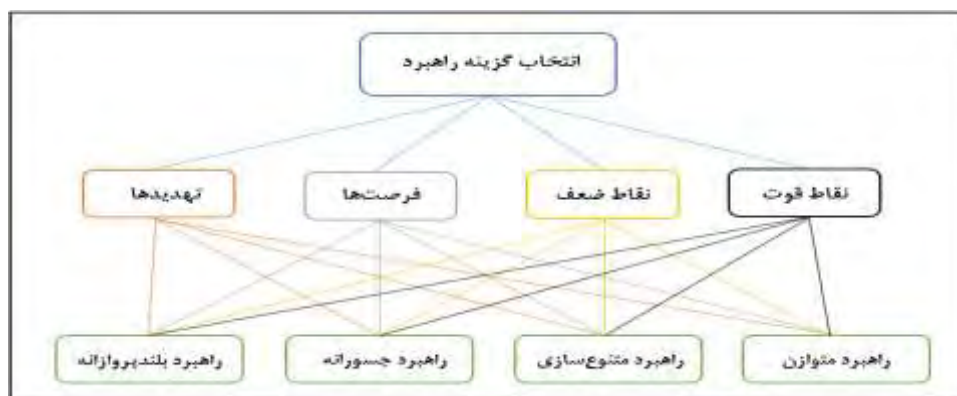 انتخاب گزینه راهبرد
نقاط قوت
نقاط ضعف
فرصت‌ها
تهدیدها
راهبرد متوازن
راهبرد متنوع‌سازی
راهبرد جسورانه
راهبرد بلندپروازانه